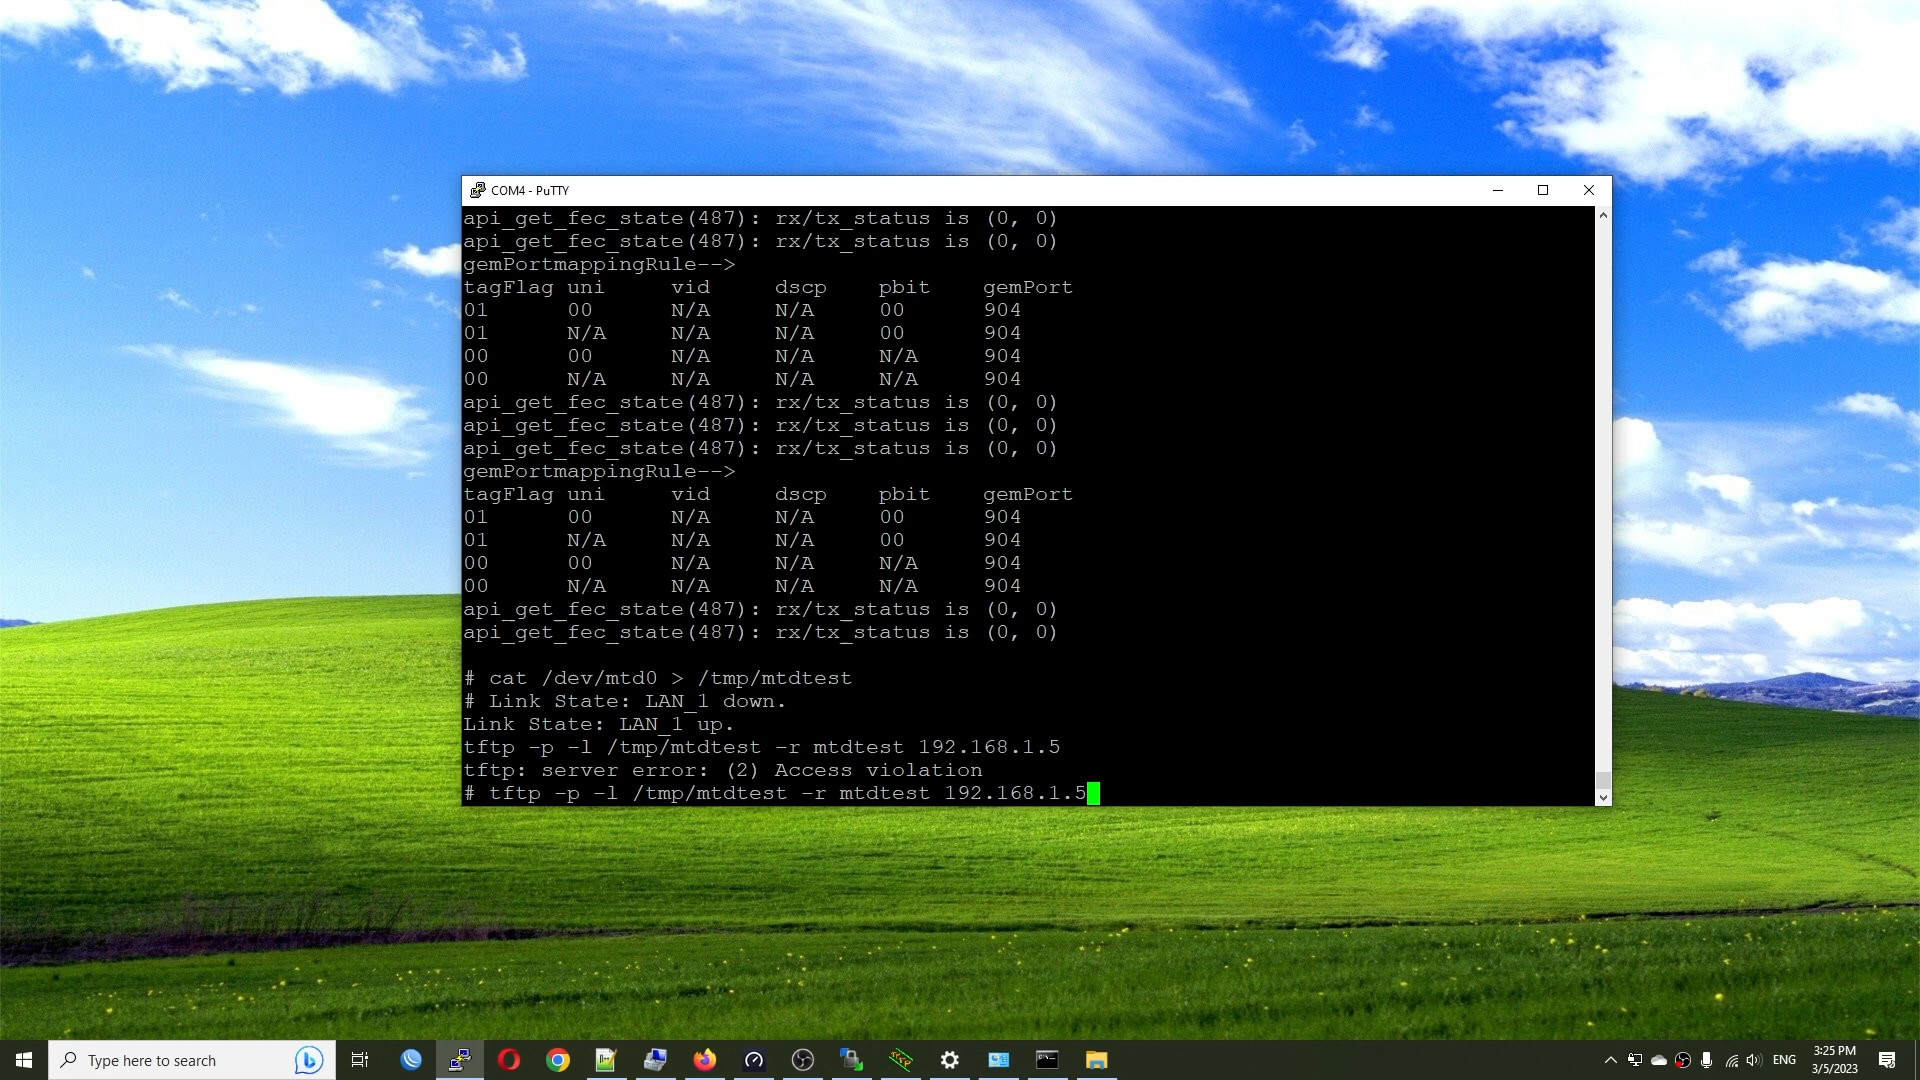 COM4 - PuTTY
api_get_fec_state(487): rx/tx_status is (0, 0)
api_get_fec_state(487): rx/tx_status is (0, 0)
gemPortmappingRule-->
tagFlag uni vid dscp pbit gemPort
01 00 N/A N/A 00 904
01 N/A N/A N/A 00 904
00 00 N/A N/A N/A 904
00 N/A N/A N/A N/A 904
api_get_fec_state(487): rx/tx_status is (0, 0)
api_get_fec_state(487): rx/tx_status is (0, 0)
api_get_fec_state(487): rx/tx_status is (0, 0)
gemPortmappingRule-->
tagFlag uni vid dscp pbit gemPort
01 00 N/A N/A 00 904
01 N/A N/A N/A 00 904
00 00 N/A N/A N/A 904
00 N/A N/A N/A N/A 904
api_get_fec_state(487): rx/tx_status is (0, 0)
api_get_fec_state(487): rx/tx_status is (0, 0)
# cat /dev/mtd0 > /tmp/mtdtest
# Link State: LAN_1 down.
Link State: LAN_1 up.
tftp -p -l /tmp/mtdtest -r mtdtest 192.168.1.5
tftp: server error: (2) Access violation
# tftp -p -l /tmp/mtdtest -r mtdtest 192.168.1.5
Type here to search
ENG
3:25 PM
3/5/2023